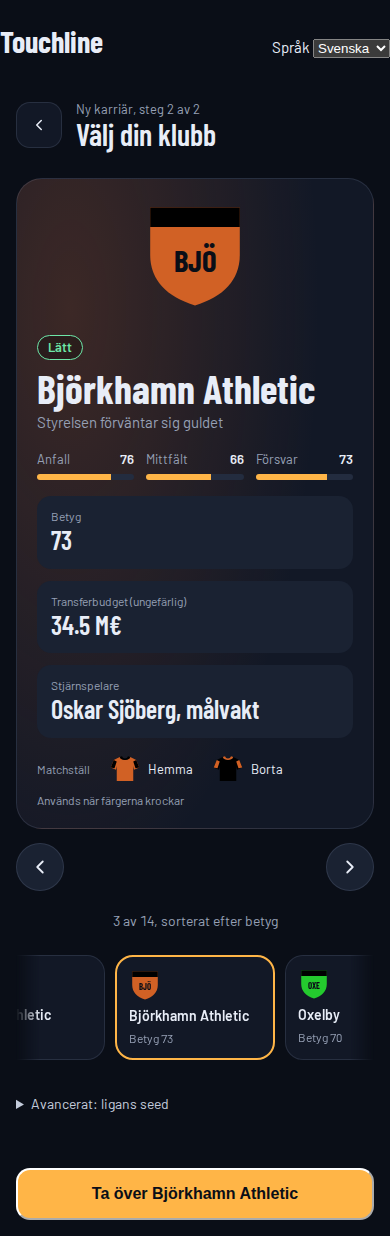 Touchline
Språk Svenska
Ny karriär, steg 2 av 2
Välj din klubb
BJÖ
Lätt
Björkhamn Athletic
Styrelsen förväntar sig guldet
Anfall 76 Mittfält 66 Försvar 73
Betyg
73
Transferbudget (ungefärlig)
34.5 M€
Stjärnspelare
Oskar Sjöberg, målvakt
Matchställ Hemma Borta
Används när färgerna krockar
3 av 14, sorterat efter betyg
BJÖ OXE
hletic Björkhamn Athletic Oxelby
Betyg 73 Betyg 70
Avancerat: ligans seed
Ta över Björkhamn Athletic